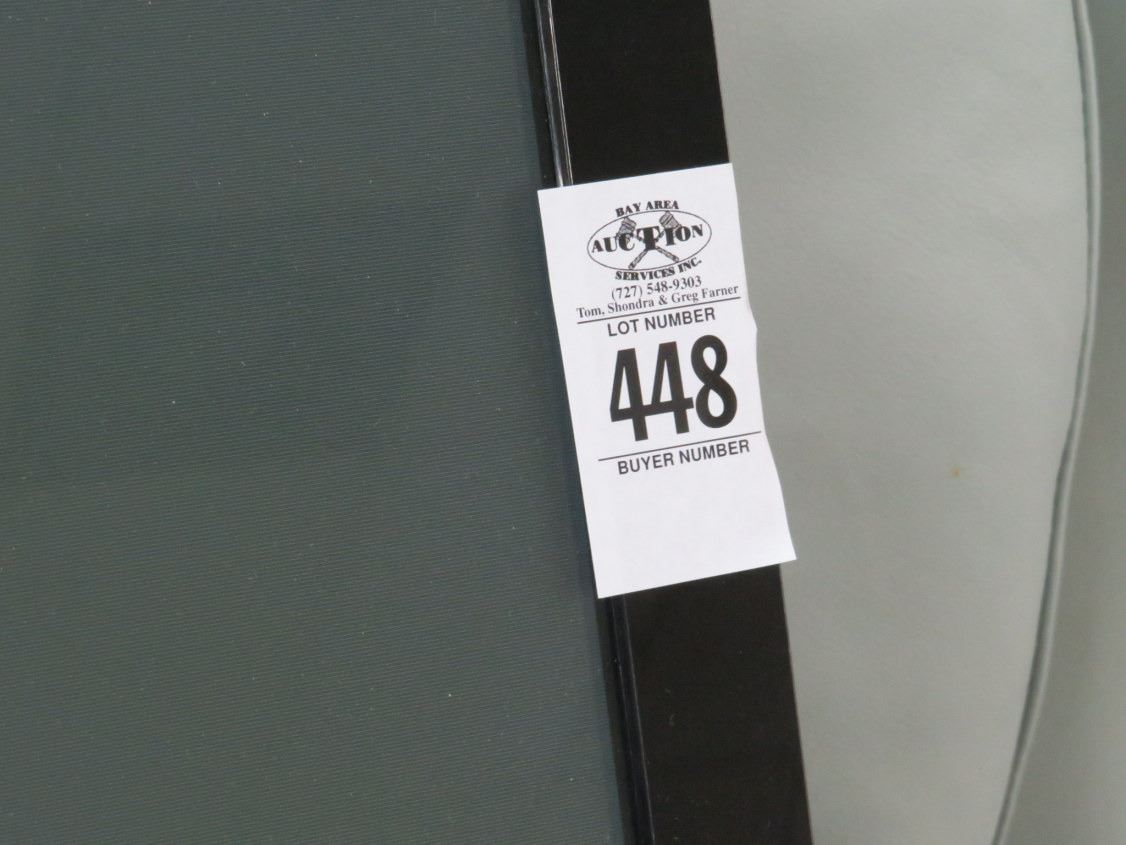 BAY AREA
AUCTION
SERVICES INC.
(727) 548-9303
Tom, Shondra & Greg Farner
LOT NUMBER
448
BUYER NUMBER